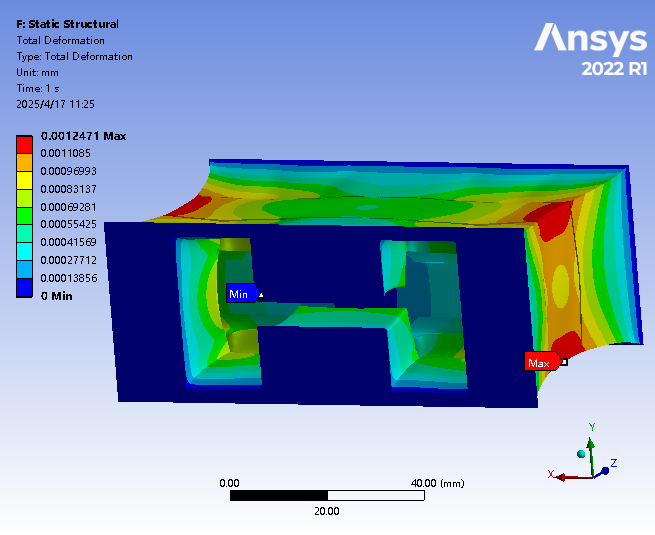 F: Static Structural
Total Deformation
Type: Total Deformation
Unit: mm
Time: 1 s
2025/4/17 11:25
Ansys
2022 R1
0.0012471 Max
0.0011085
0.00096993
0.00083137
0.00069281
0.00055425
0.00041569
0.00027712
0.00013856
0 Min
Min
Max
0.00 40.00 (mm)
20.00
Y
X
Z